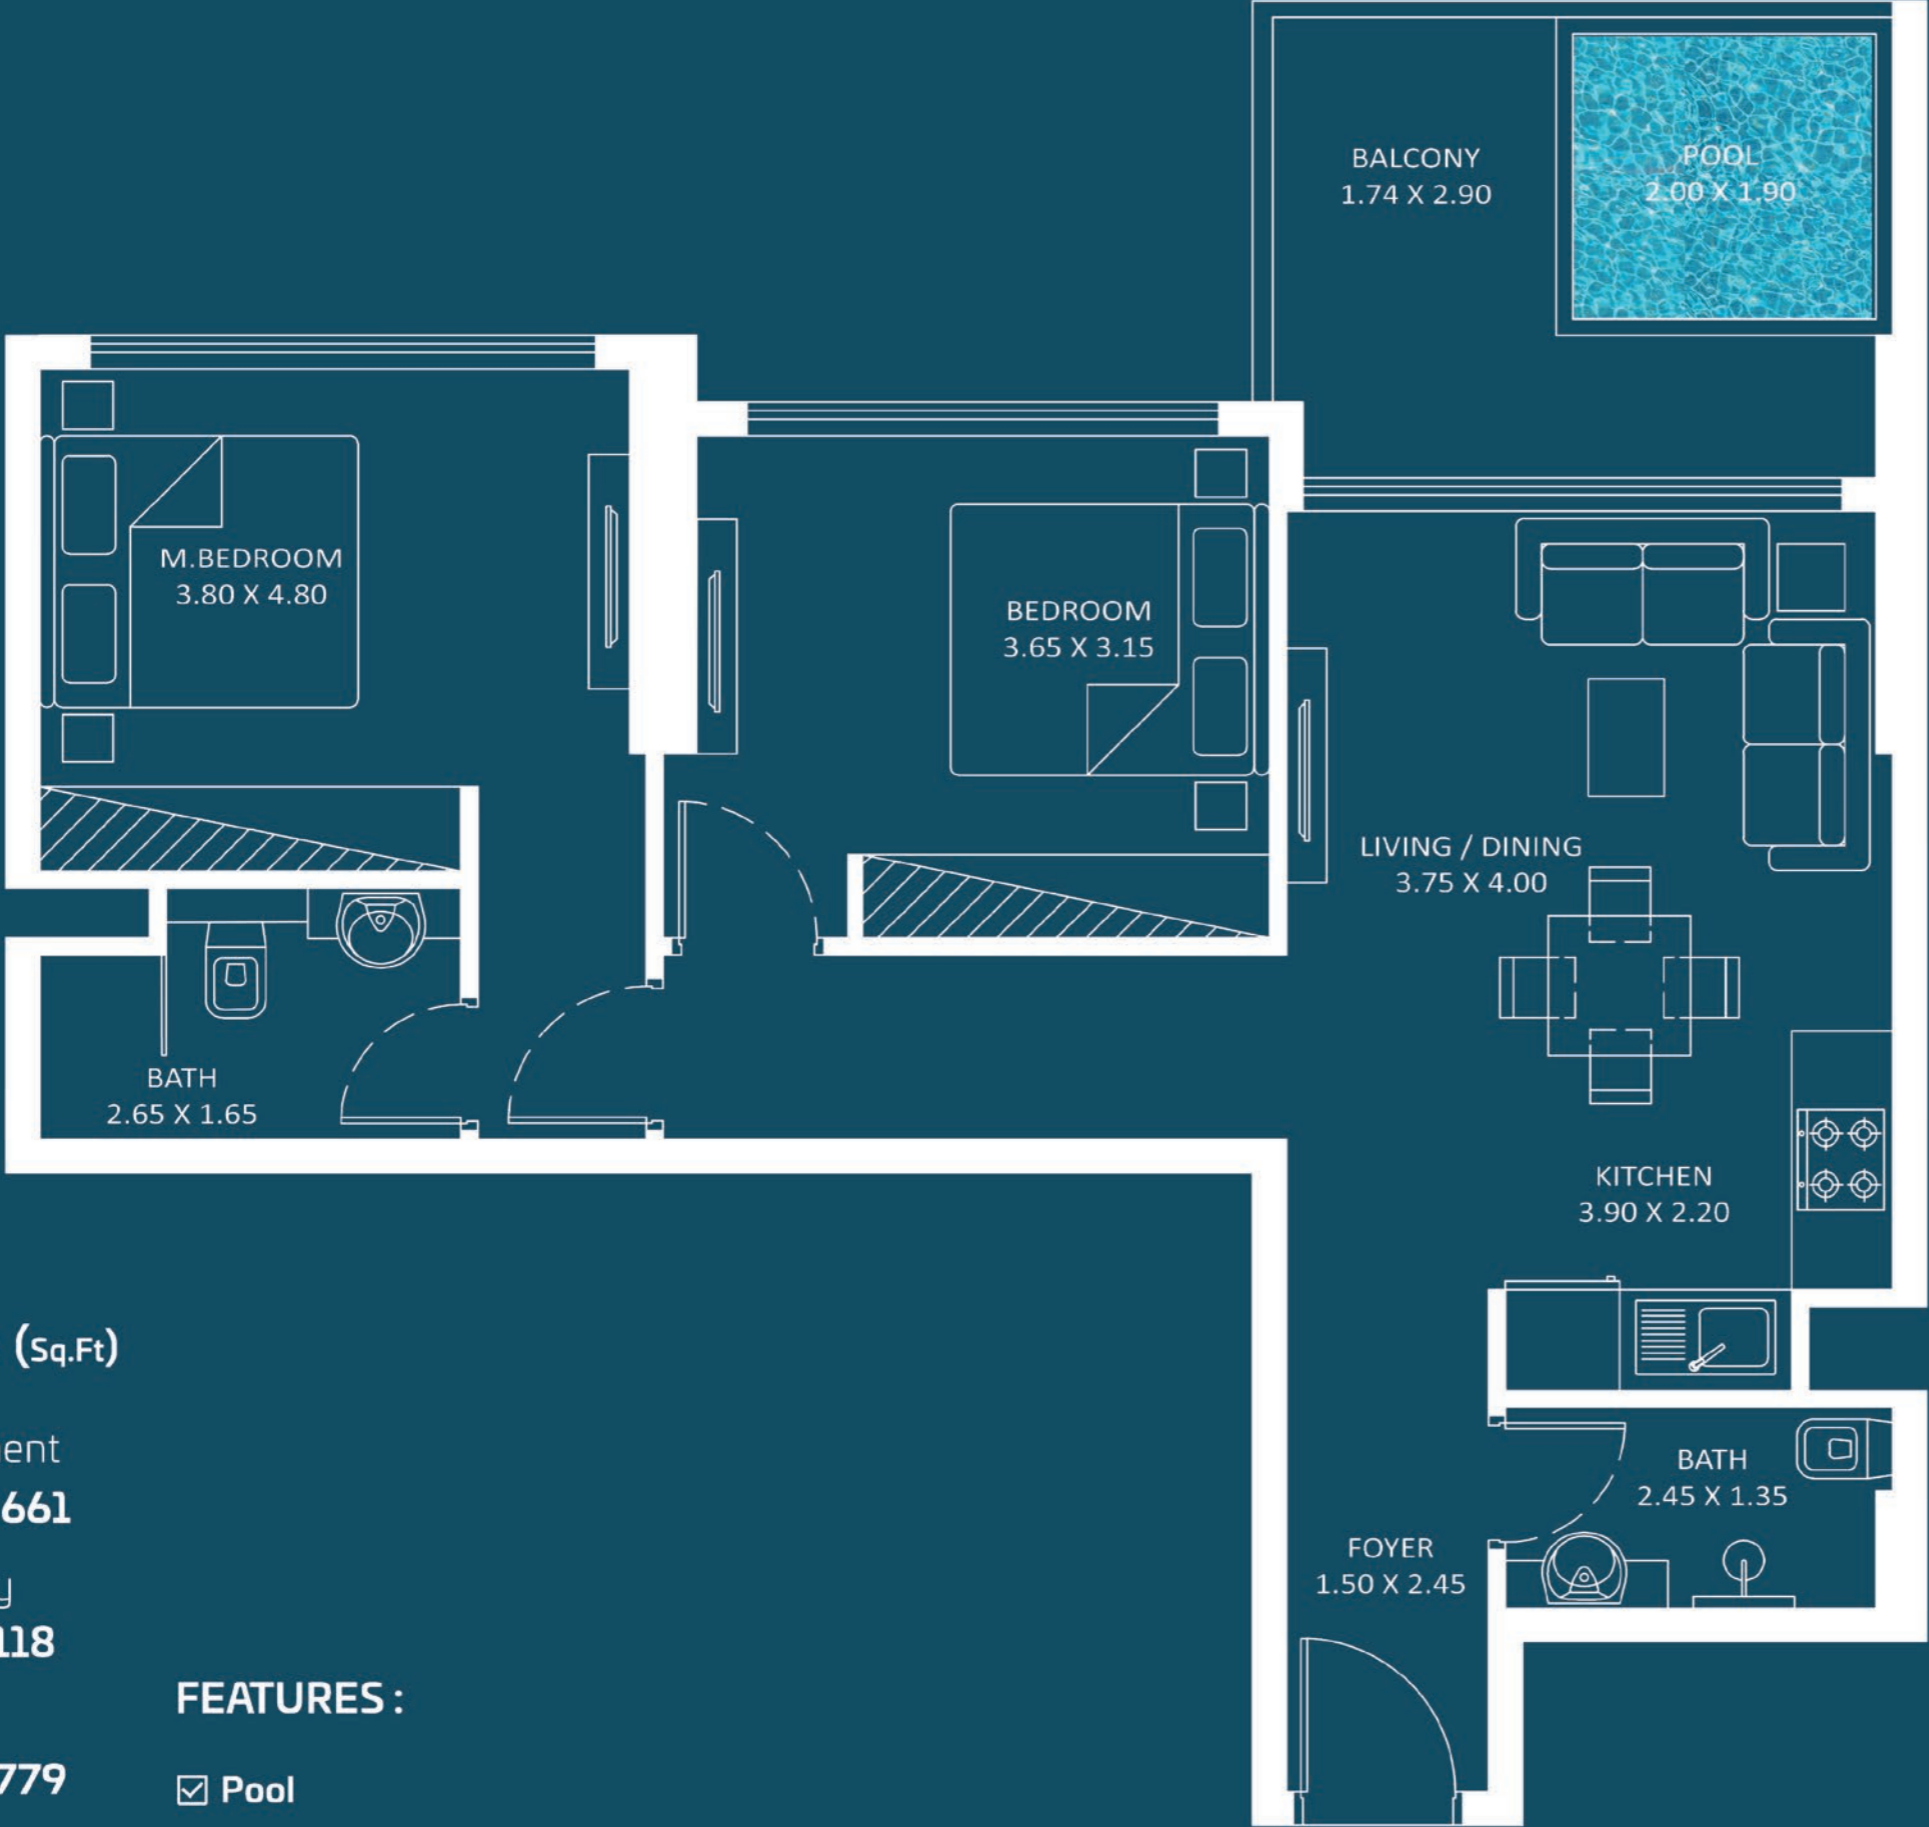 BALCONY
1.74 X 2.90
POOL
2.00 X 1.90
M.BEDROOM
3.80 X 4.80
BEDROOM
3.65 X 3.15
LIVING / DINING
3.75 X 4.00
BATH
2.65 X 1.65
KITCHEN
3.90 X 2.20
BATH
2.45 X 1.35
FOYER
1.50 X 2.45
(Sq.Ft)
661
118
779
FEATURES :
Pool